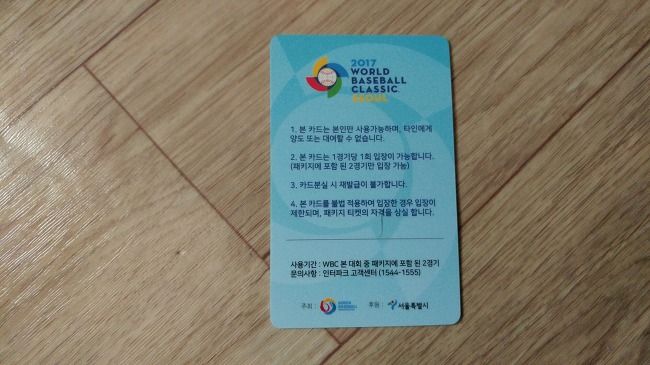 2017
WORLD
BASEBALL
CLASSIC
SEOUL
1. 본 카드는 본인만 사용가능하며, 타인에게
양도 또는 대여할 수 없습니다.
2. 본 카드는 1경기당 1회 입장이 가능합니다.
(패키지에 포함 된 2경기만 입장 가능)
3. 카드분실 시 재발급이 불가합니다.
4. 본 카드를 불법 적용하여 입장한 경우 입장이
제한되며, 패키지 티켓의 자격을 상실 합니다.
사용기간 : WBC 본 대회 중 패키지에 포함 된 2경기
문의사항 : 인터파크 고객센터 (1544-1555)
주최 : KOREA
BASEBALL
후원 : 서울특별시